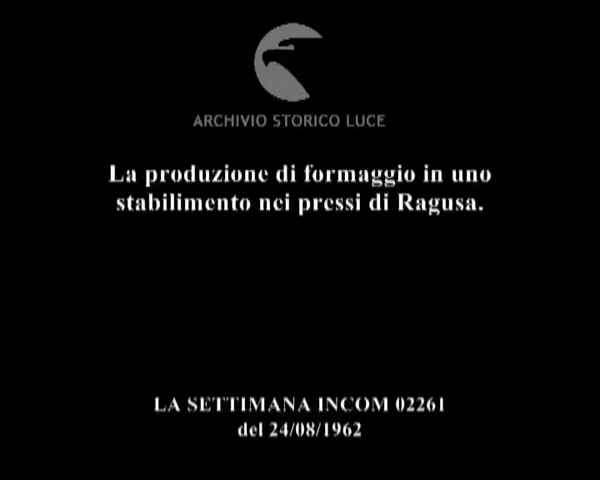 ARCHIVIO STORICO LUCE
La produzione di formaggio in uno
stabilimento nei pressi di Ragusa.
LA SETTIMANA INCOM 02261
del 24/08/1962